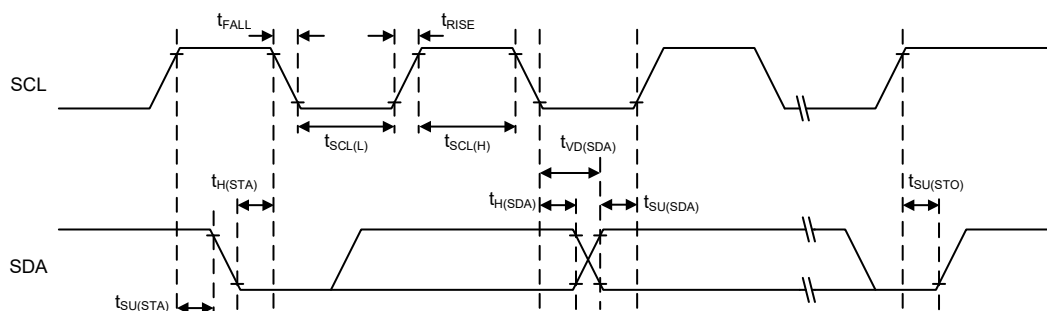 tFALL
tRISE
SCL
tSCL(L)
tSCL(H)
tVD(SDA)
tH(STA)
tH(SDA)
tSU(SDA)
tSU(STO)
SDA
tSU(STA)